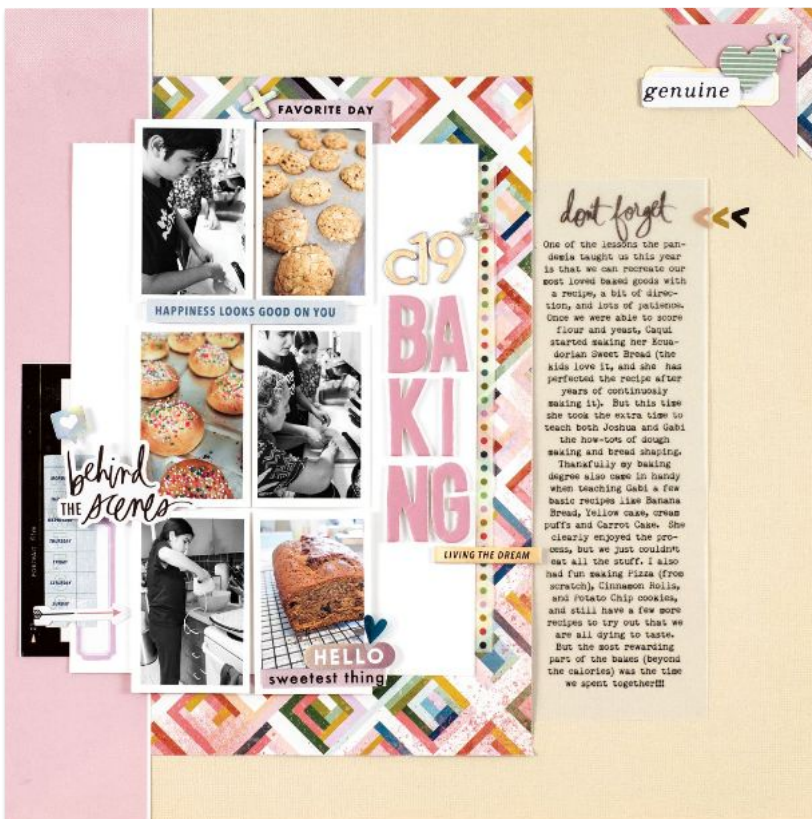 genuine
FAVORITE DAY
HAPPINESS LOOKS GOOD ON YOU
c19
BA
KI
NG
behind
THE scenes
THURSDAY
FRIDAY
SATURDAY
SUNDAY
LIVING THE DREAM
HELLO
sweetest thing
don't forget
One of the lessons the pan-
demia taught us this year
is that we can recreate our
most loved baked goods with
a recipe, a bit of direc-
tion, and lots of patience.
Once we were able to score
flour and yeast, Caqui
started making her Ecua-
dorian Sweet Bread (the
kids love it, and she has
perfected the recipe after
years of continuosly
making it). But this time
she took the extra time to
teach both Joshua and Gabi
the how-tots of dough
making and bread shaping.
Thankfully my baking
degree also came in handy
when teaching Gabi a few
basic recipes like Banana
Bread, Yellow cake, cream
puffs and Carrot Cake. She
clearly enjoyed the pro-
cess, but we just couldn't
eat all the stuff. I also
had fun making Pizza (from
scratch), Cinnamon Rolls,
and Potato Chip cookies,
and still have a few more
recipes to try out that we
are all dying to taste.
But the most rewarding
part of the bakes (beyond
the calories) was the time
we spent together!!!